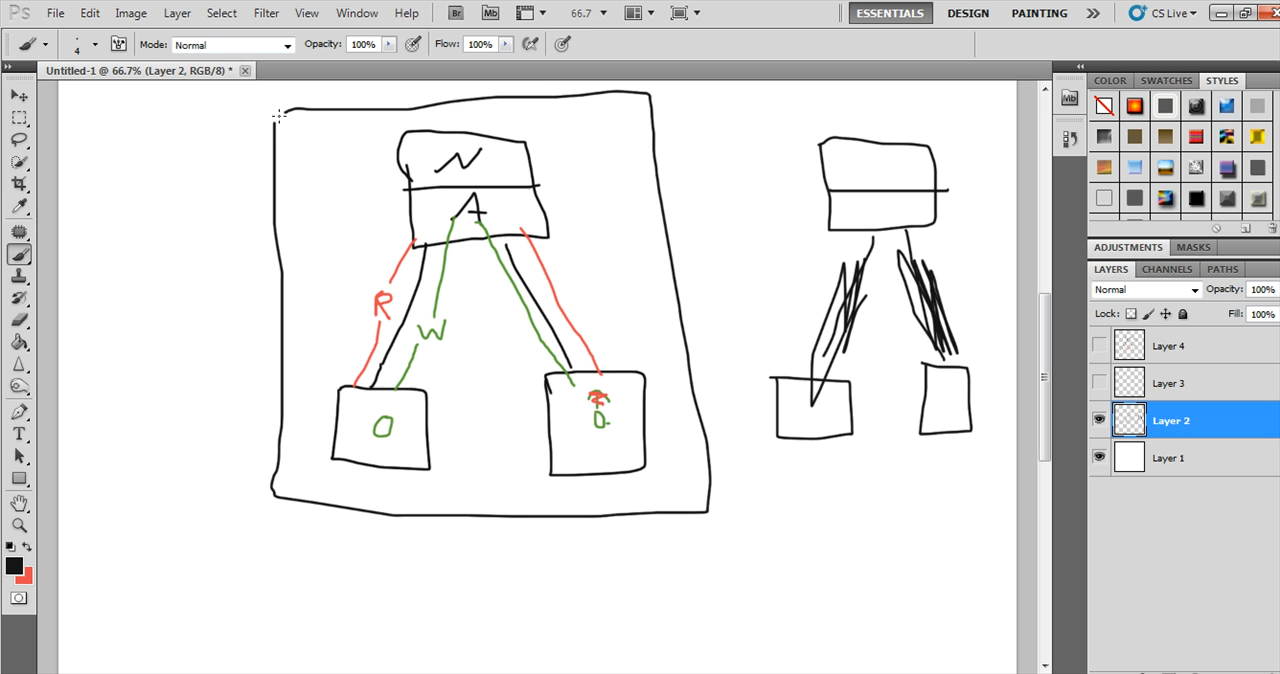 Ps File Edit Image Layer Select Filter View Window Help Br Mb 66.7 ESSENTIALS DESIGN PAINTING CS Live
4 Mode: Normal Opacity: 100% Flow: 100%
Untitled-1 @ 66.7% (Layer 2, RGB/8) *
N
A
R
W
O
Mb
COLOR SWATCHES STYLES
ADJUSTMENTS MASKS
LAYERS CHANNELS PATHS
Normal Opacity: 100%
Lock: Fill: 100%
Layer 4
Layer 3
Layer 2
Layer 1